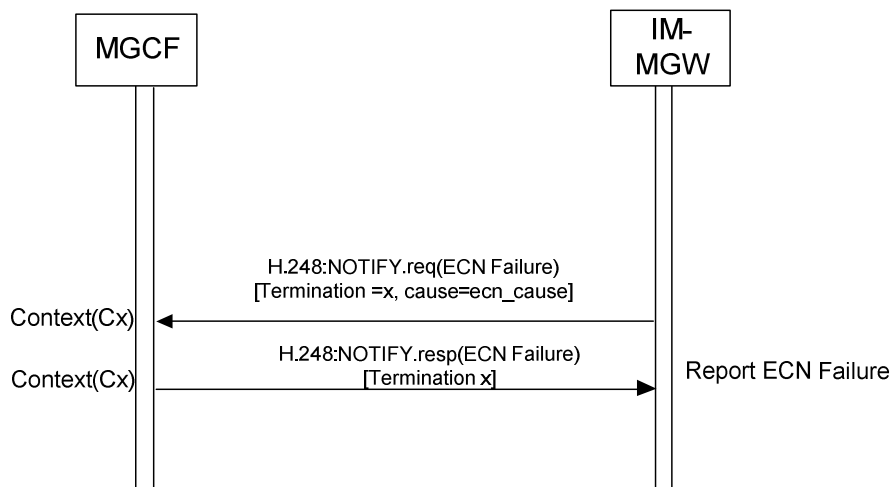 MGCF
IM-
MGW
H.248:NOTIFY.req(ECN Failure)
[Termination =x, cause=ecn_cause]
Context(Cx)
H.248:NOTIFY.resp(ECN Failure)
[Termination x]
Context(Cx)
Report ECN Failure